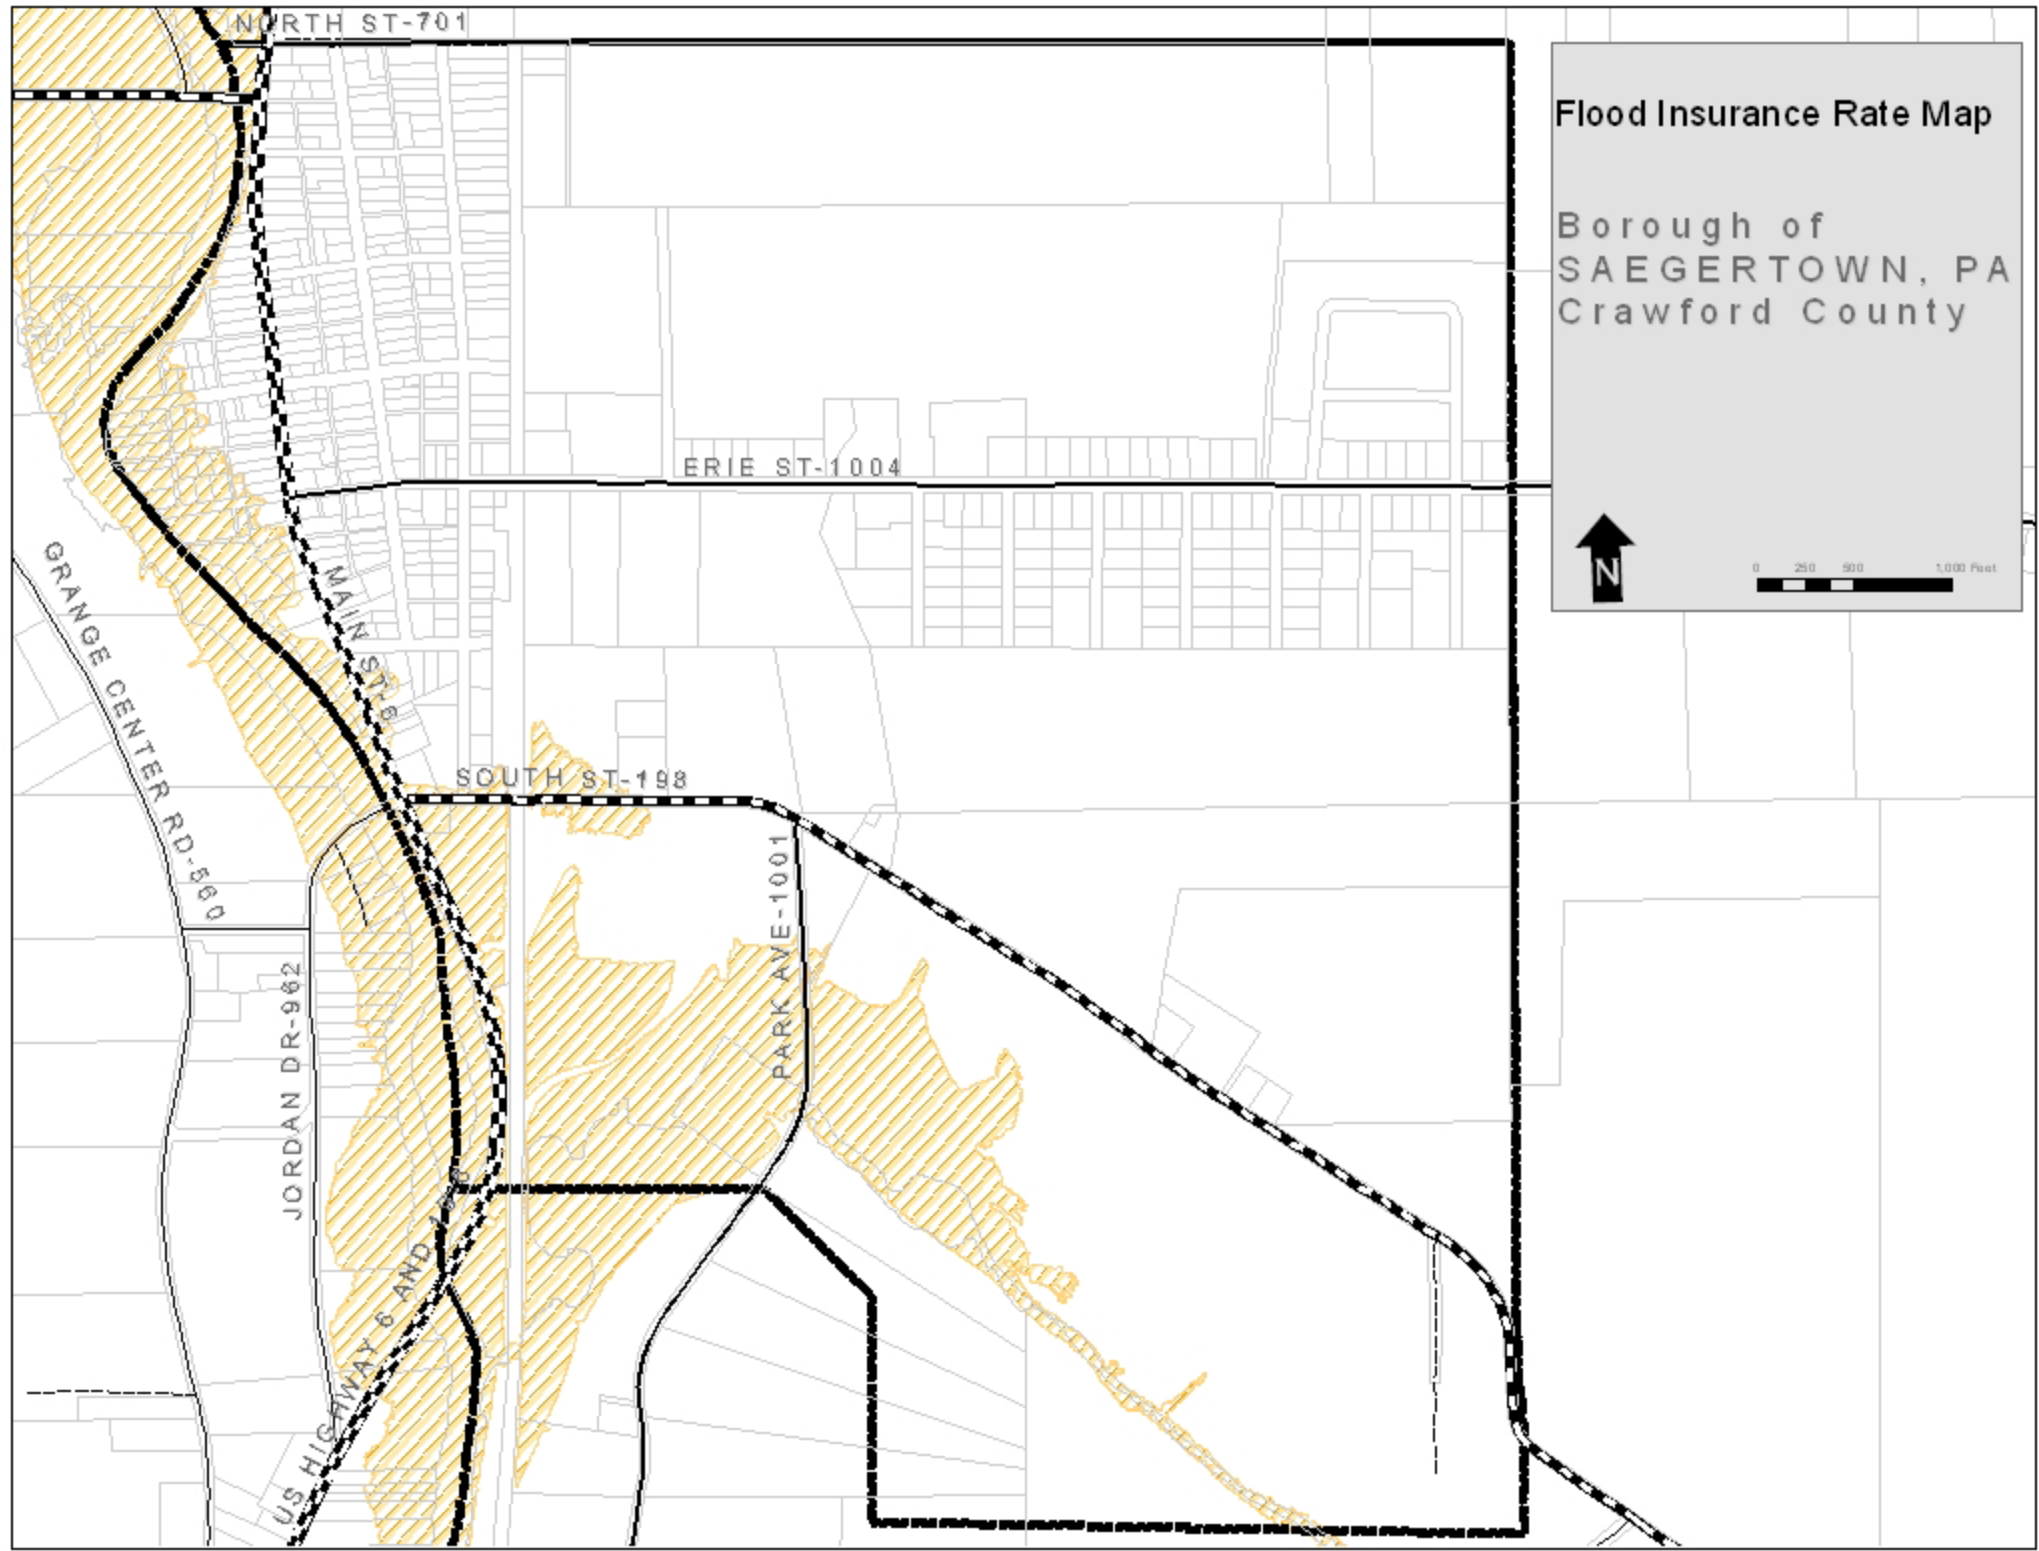 NORTH ST-701
Flood Insurance Rate Map
Borough of
SAEGERTOWN, PA
Crawford County
ERIE ST-1004
N
0 250 500 1,000 Feet
GRANGE CENTER RD-560
MAIN ST-6
SOUTH ST-198
PARK AVE-1001
JORDAN DR-962
US HIGHWAY 6 AND